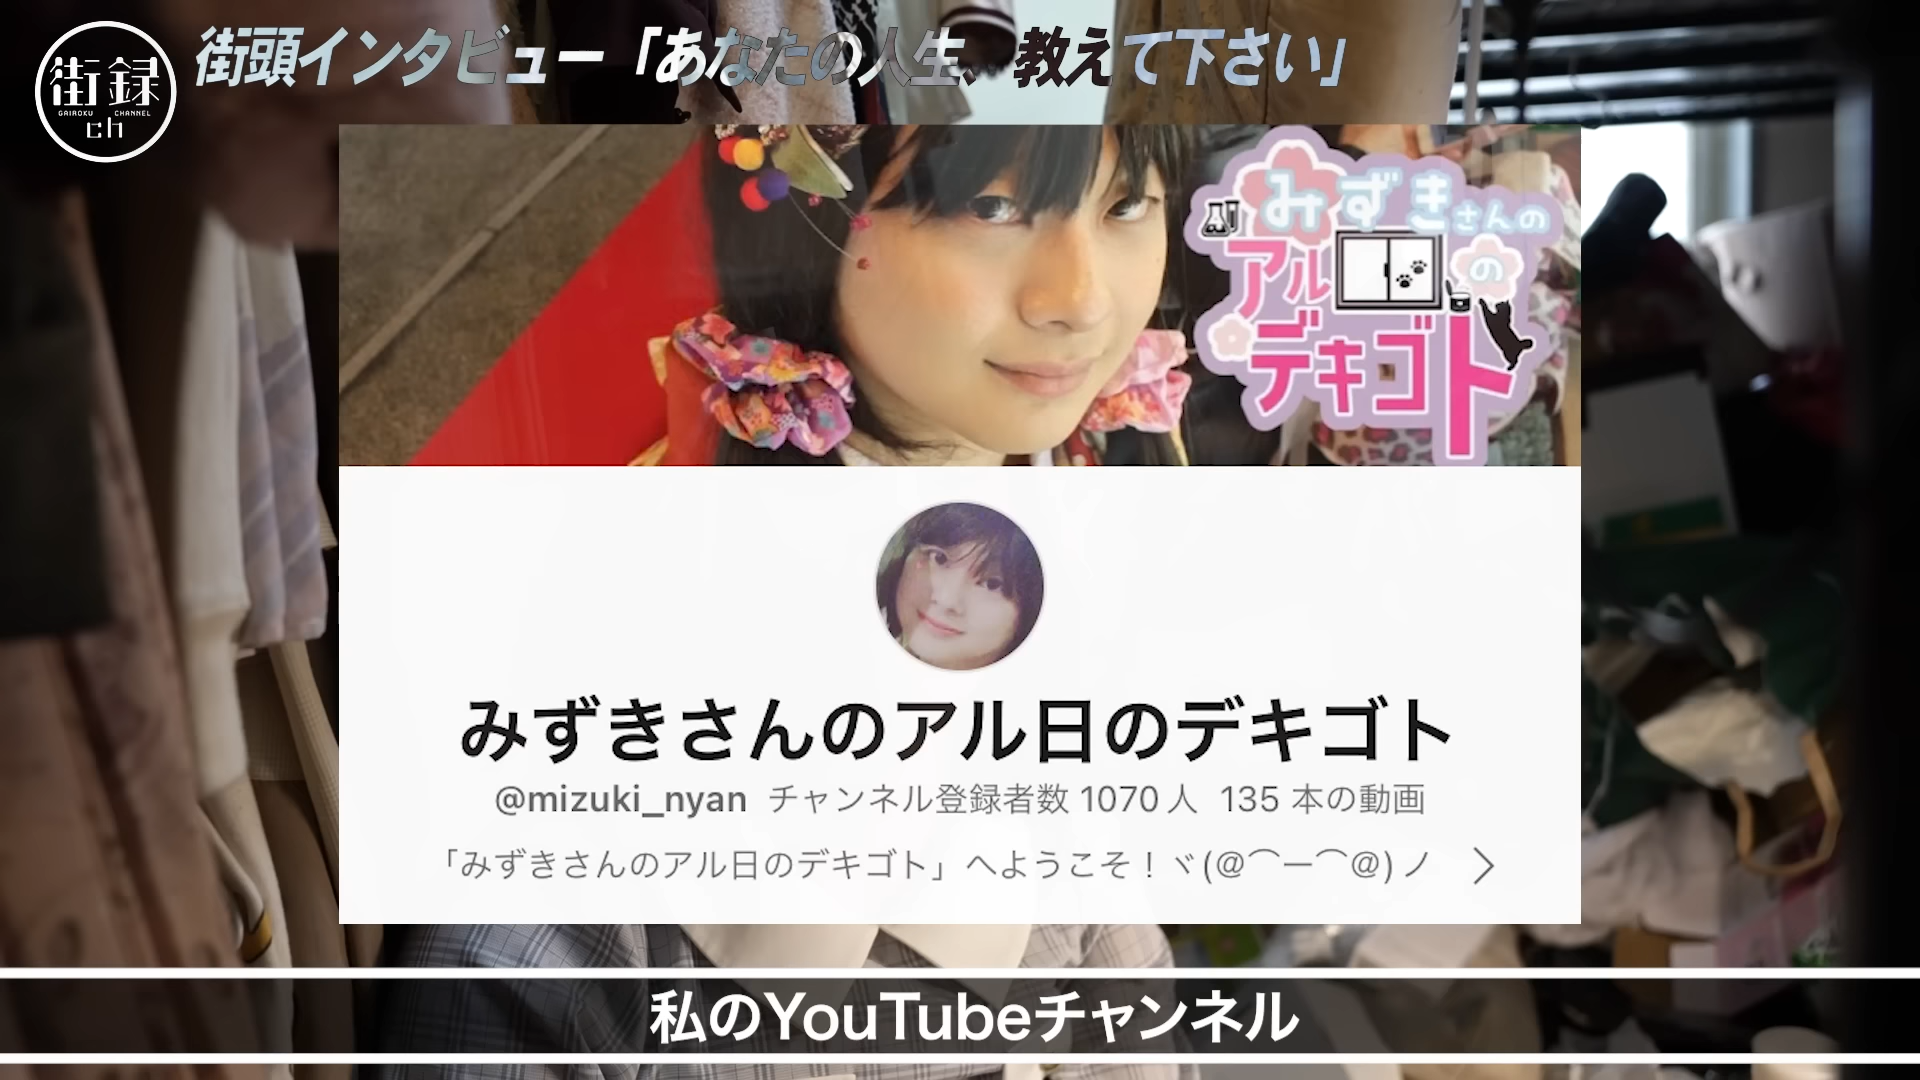 街録
GAIROKU CHANNEL
ch
街頭インタビュー「あなたの人生、教えて下さい」
みずきさんの
アル日の
デキゴト
みずきさんのアル日のデキゴト
@mizuki_nyan チャンネル登録者数 1070人 135 本の動画
「みずきさんのアル日のデキゴト」へようこそ！ヾ(@⌒ー⌒@)ノ
私のYouTubeチャンネル